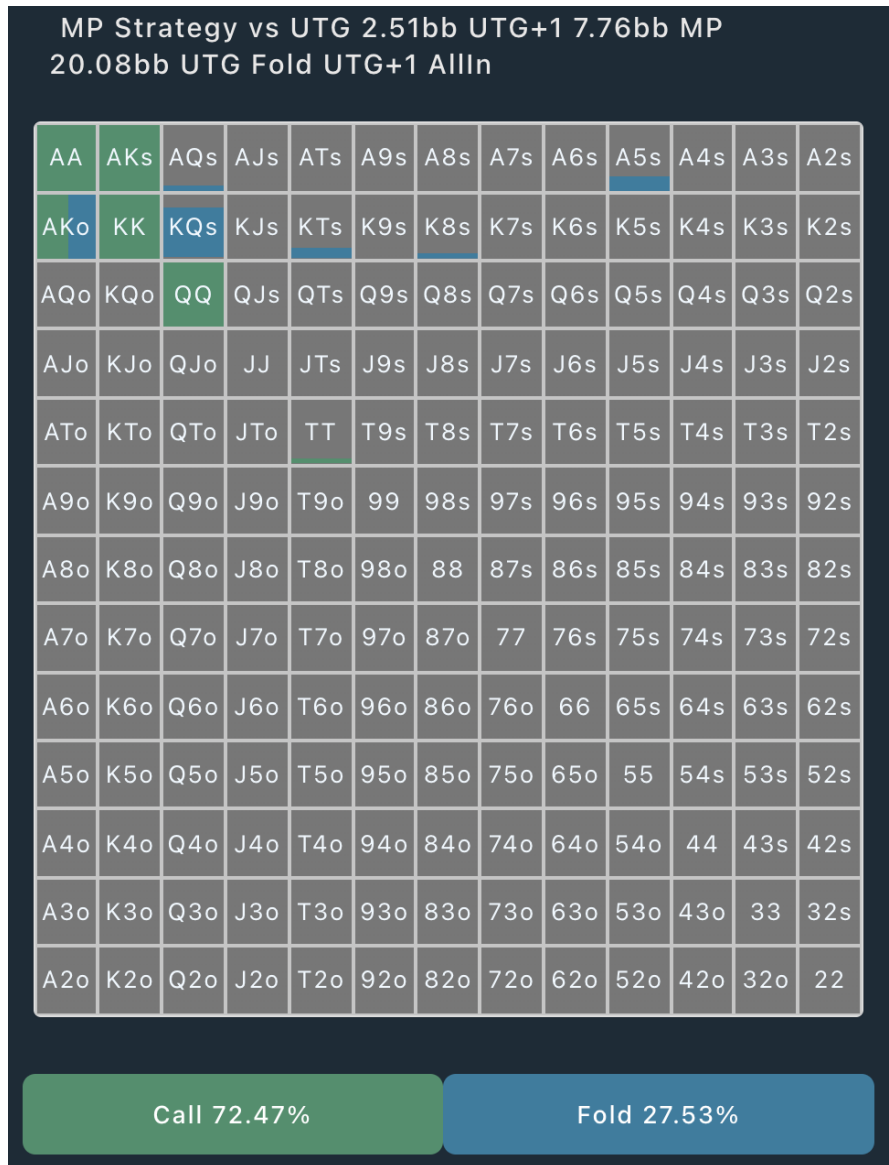 MP Strategy vs UTG 2.51bb UTG+1 7.76bb MP
20.08bb UTG Fold UTG+1 AllIn
AA AKs AQs AJs ATs A9s A8s A7s A6s A5s A4s A3s A2s
AKo KK KQs KJs KTs K9s K8s K7s K6s K5s K4s K3s K2s
AQo KQo QQ QJs QTs Q9s Q8s Q7s Q6s Q5s Q4s Q3s Q2s
AJo KJo QJo JJ JTs J9s J8s J7s J6s J5s J4s J3s J2s
ATo KTo QTo JTo TT T9s T8s T7s T6s T5s T4s T3s T2s
A9o K9o Q9o J9o T9o 99 98s 97s 96s 95s 94s 93s 92s
A8o K8o Q8o J8o T8o 98o 88 87s 86s 85s 84s 83s 82s
A7o K7o Q7o J7o T7o 97o 87o 77 76s 75s 74s 73s 72s
A6o K6o Q6o J6o T6o 96o 86o 76o 66 65s 64s 63s 62s
A5o K5o Q5o J5o T5o 95o 85o 75o 65o 55 54s 53s 52s
A4o K4o Q4o J4o T4o 94o 84o 74o 64o 54o 44 43s 42s
A3o K3o Q3o J3o T3o 93o 83o 73o 63o 53o 43o 33 32s
A2o K2o Q2o J2o T2o 92o 82o 72o 62o 52o 42o 32o 22
Call 72.47% Fold 27.53%